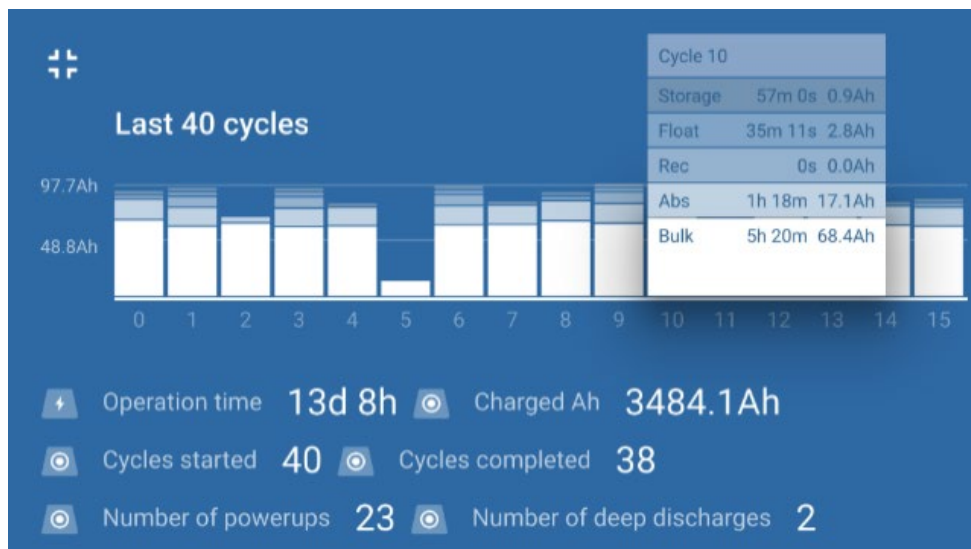 Cycle 10
Storage 57m 0s 0.9Ah
Last 40 cycles
Float 35m 11s 2.8Ah
Rec 0s 0.0Ah
97.7Ah
Abs 1h 18m 17.1Ah
Bulk 5h 20m 68.4Ah
48.8Ah
0 1 2 3 4 5 6 7 8 9 10 11 12 13 14 15
Operation time 13d 8h Charged Ah 3484.1Ah
Cycles started 40 Cycles completed 38
Number of powerups 23 Number of deep discharges 2